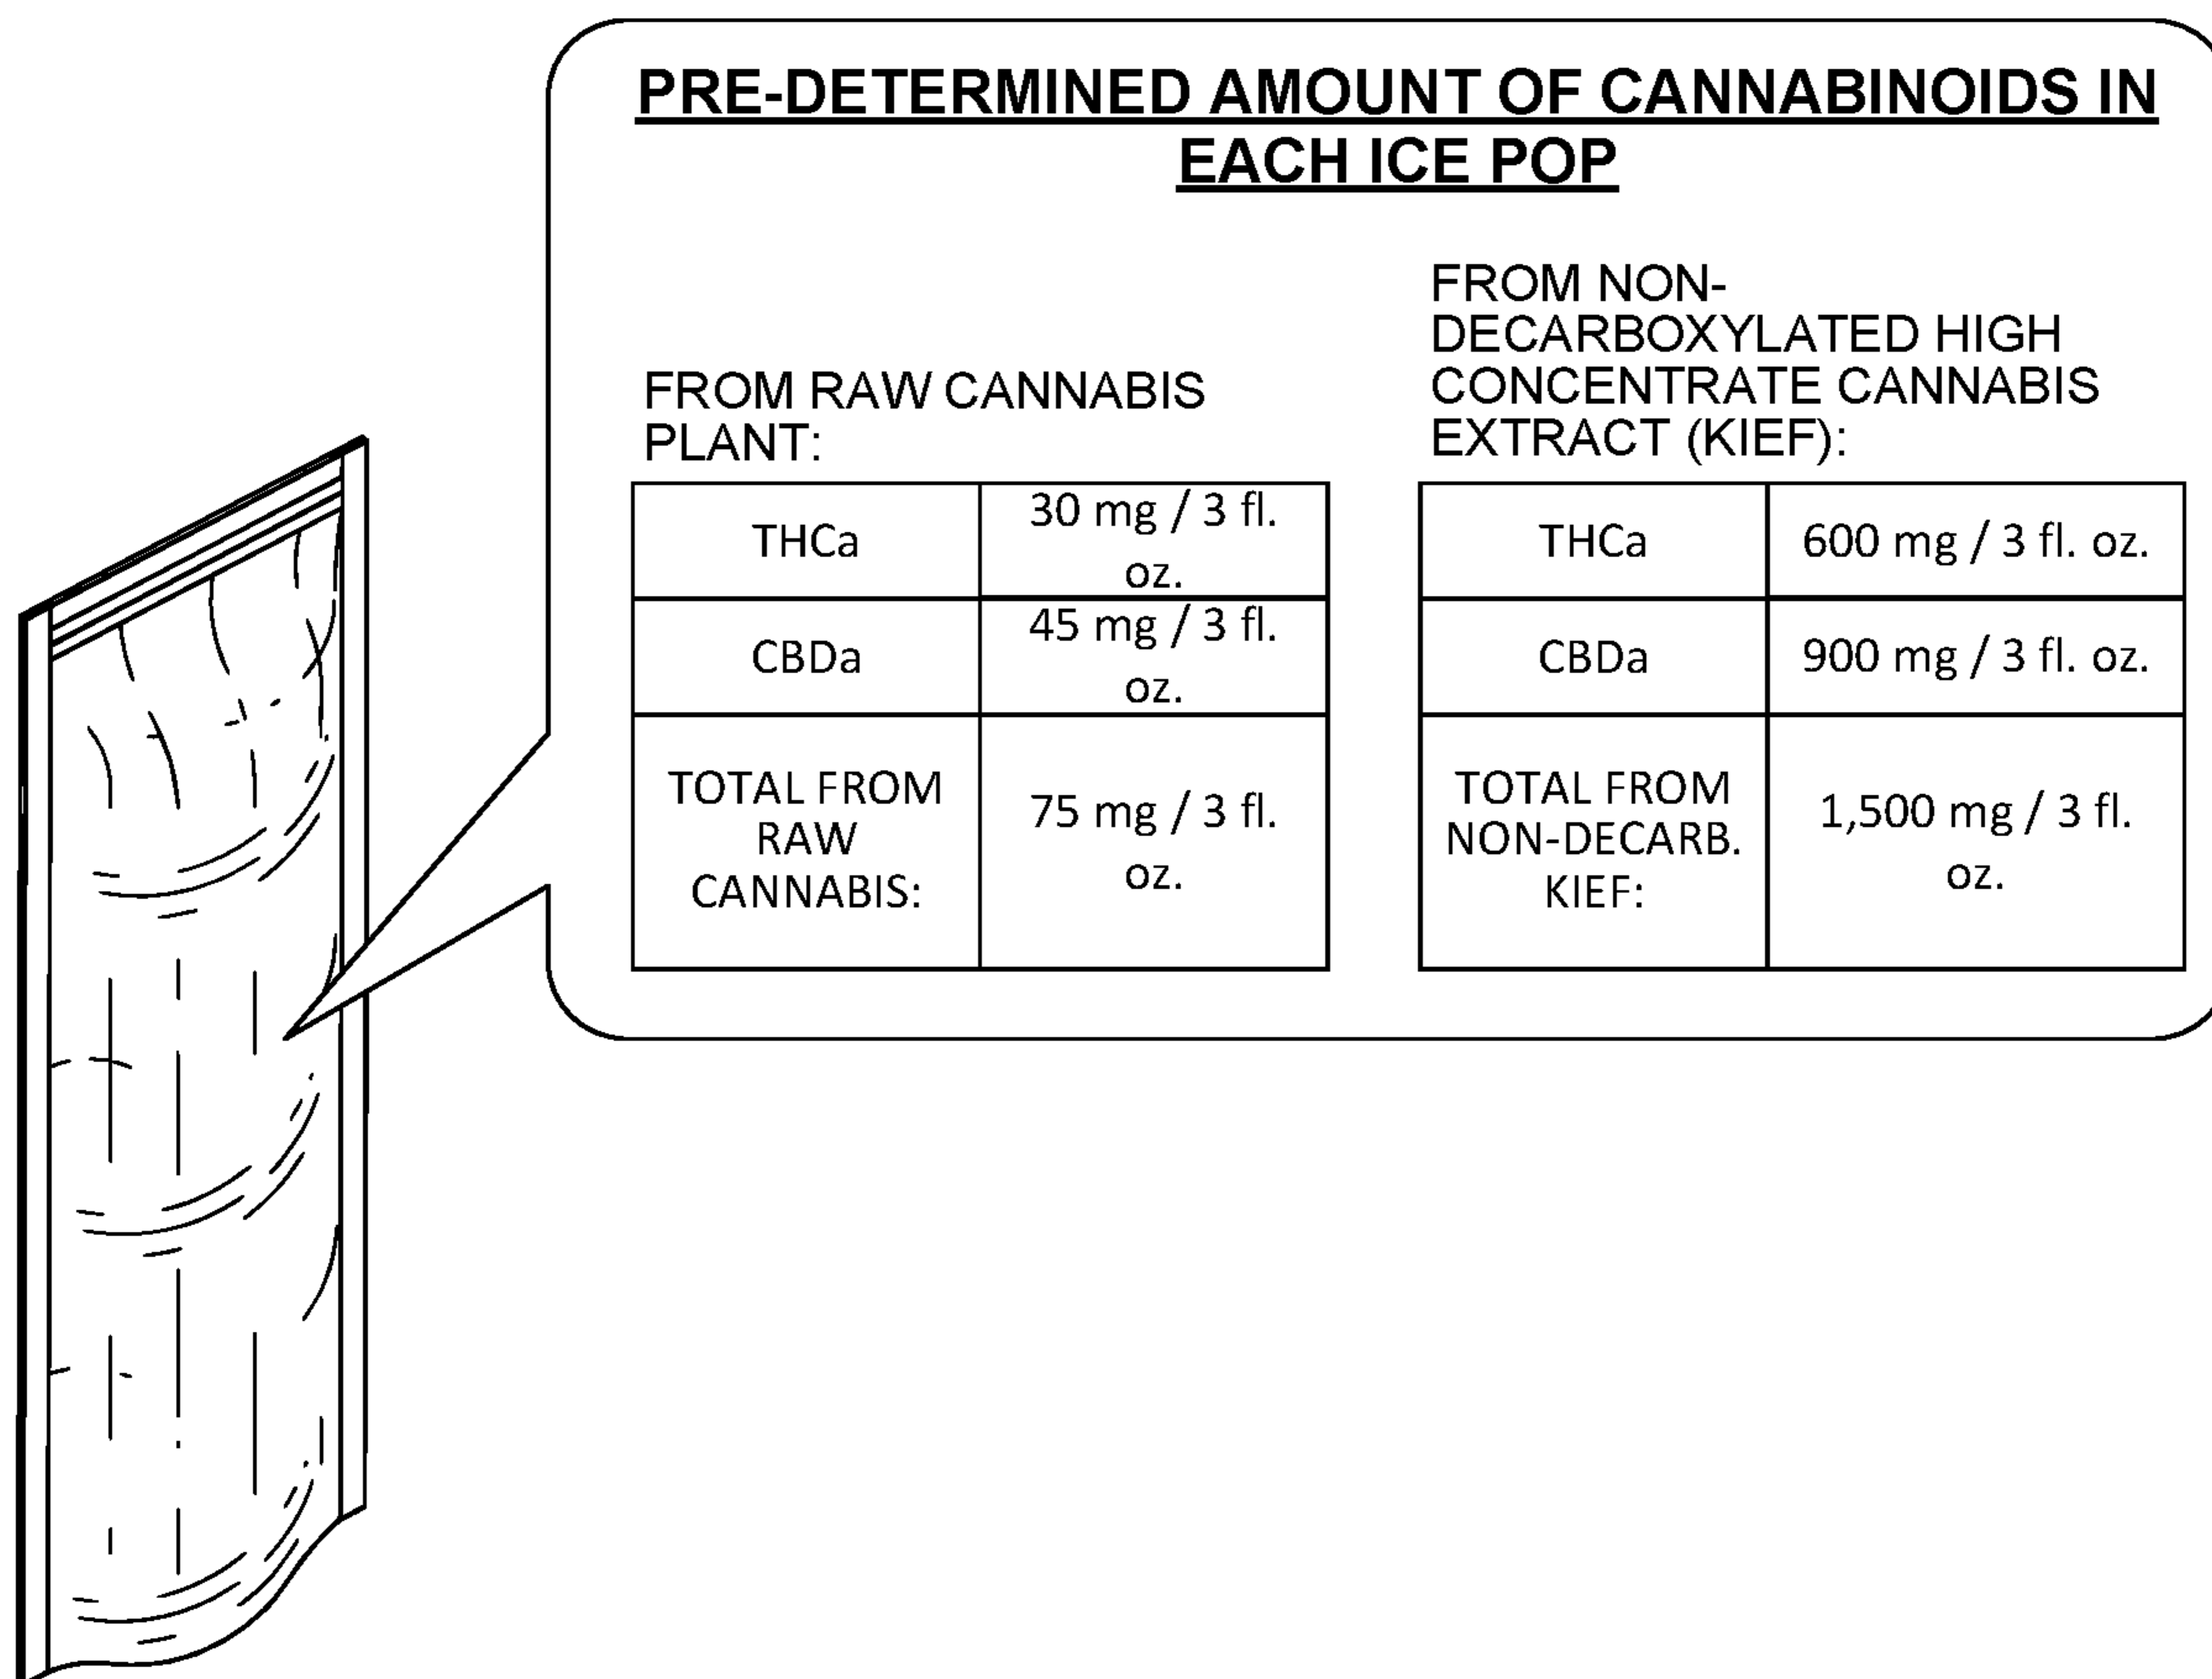 PRE-DETERMINED AMOUNT OF CANNABINOIDS IN
EACH ICE POP
FROM RAW CANNABIS
PLANT:
THCa
30 mg / 3 fl.
oz.
CBDa
45 mg / 3 fl.
oz.
TOTAL FROM
RAW
CANNABIS:
75 mg / 3 fl.
oz.
FROM NON-
DECARBOXYLATED HIGH
CONCENTRATE CANNABIS
EXTRACT (KIEF):
THCa
600 mg / 3 fl. oz.
CBDa
900 mg / 3 fl. oz.
TOTAL FROM
NON-DECARB.
KIEF:
1,500 mg / 3 fl.
oz.